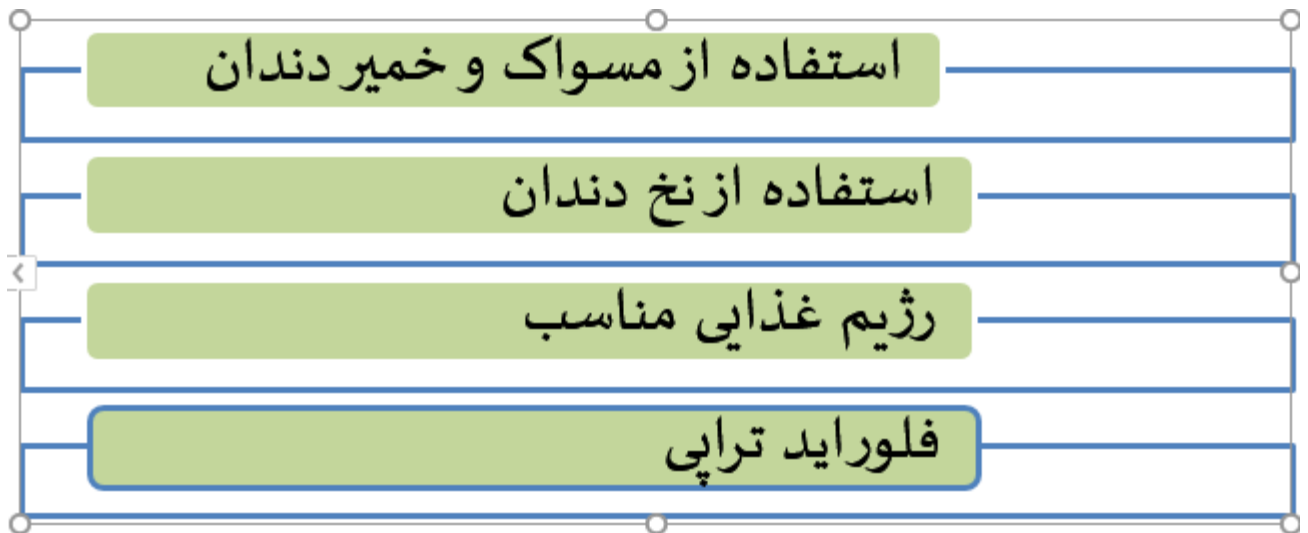 استفاده از مسواک و خمیر دندان
استفاده از نخ دندان
رژیم غذایی مناسب
فلوراید تراپی